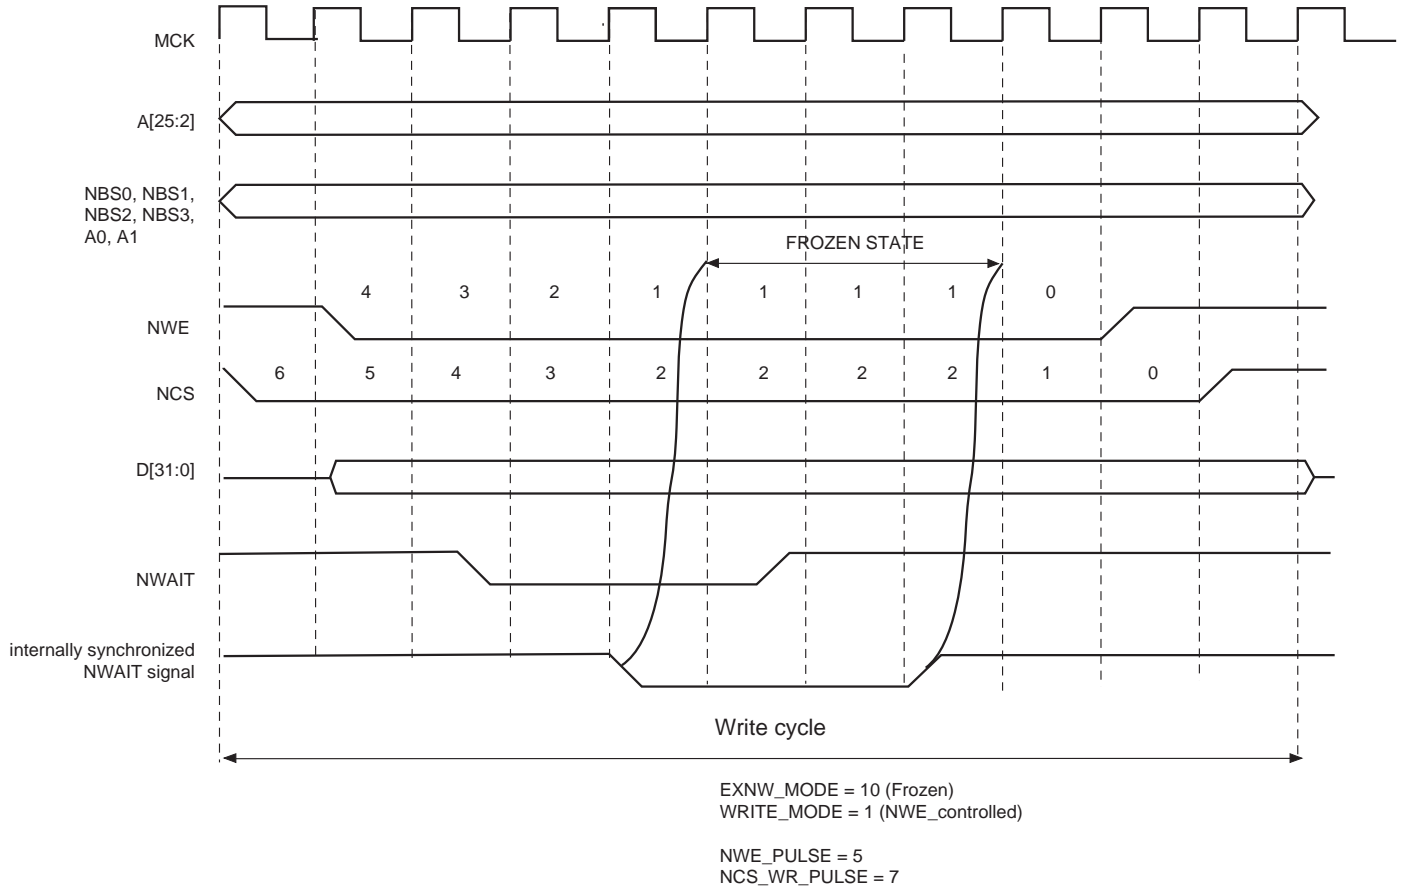 MCK
A[25:2]
NBS0, NBS1,
NBS2, NBS3,
A0, A1
FROZEN STATE
4 3 2 1 1 1 1 0
NWE
6 5 4 3 2 2 2 2 1 0
NCS
D[31:0]
NWAIT
internally synchronized
NWAIT signal
Write cycle
EXNW_MODE = 10 (Frozen)
WRITE_MODE = 1 (NWE_controlled)
NWE_PULSE = 5
NCS_WR_PULSE = 7